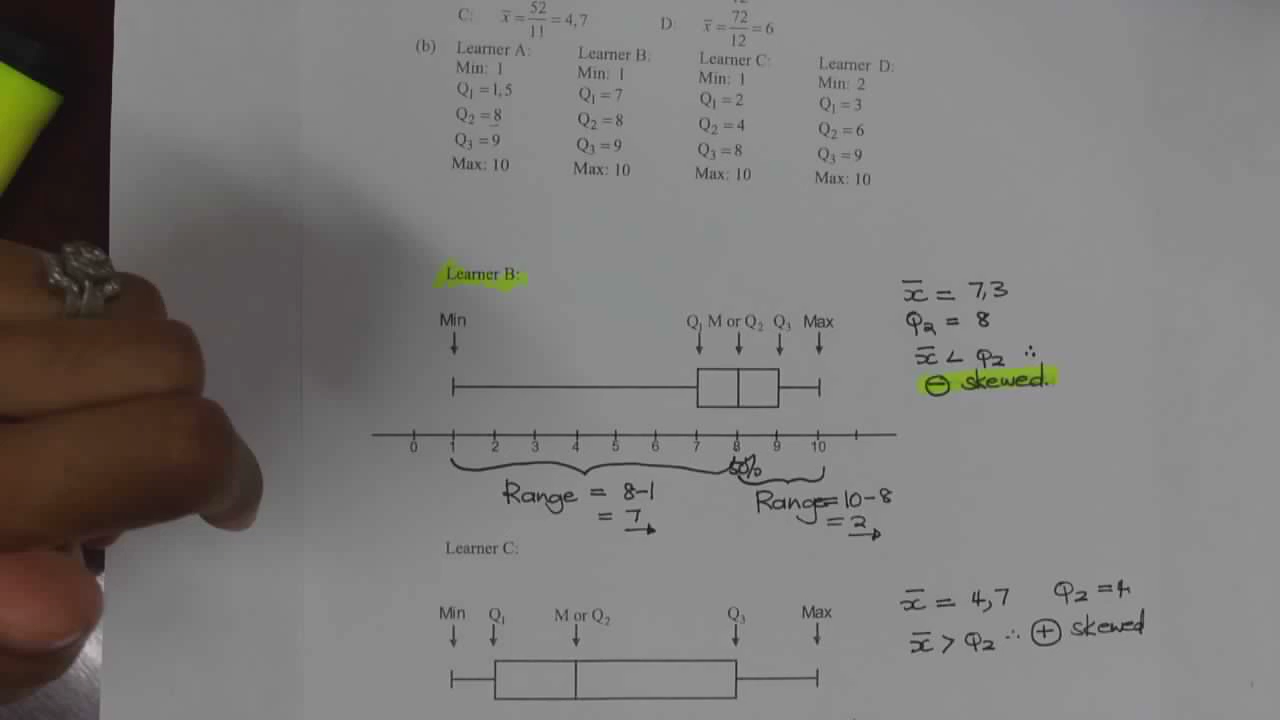 C: x̄ = 52/11 = 4,7 D: x̄ = 72/12 = 6
(b) Learner A: Learner B: Learner C: Learner D:
Min: 1 Min: 1 Min: 1 Min: 2
Q₁ = 1,5 Q₁ = 7 Q₁ = 2 Q₁ = 3
Q₂ = 8 Q₂ = 8 Q₂ = 4 Q₂ = 6
Q₃ = 9 Q₃ = 9 Q₃ = 8 Q₃ = 9
Max: 10 Max: 10 Max: 10 Max: 10
Learner B:
Min Q₁ M or Q₂ Q₃ Max
0 1 2 3 4 5 6 7 8 9 10
50%
Range = 8-1
= 7
Range = 10-8
= 2
x̄ = 7,3
Q₂ = 8
x̄ < Q₂ ∴
⊖ skewed.
Learner C:
Min Q₁ M or Q₂ Q₃ Max
x̄ = 4,7 Q₂ = 4
x̄ > Q₂ ∴ ⊕ skewed